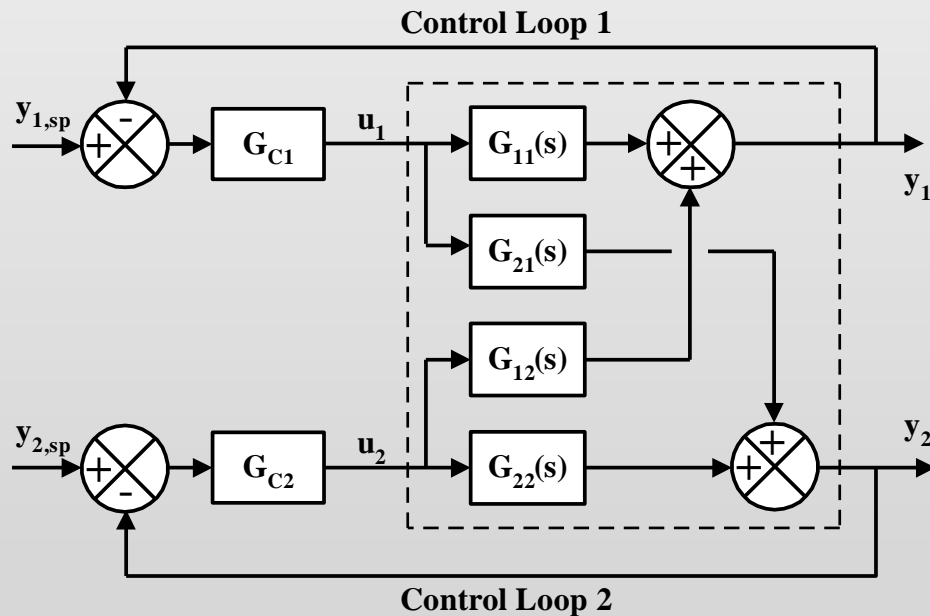 Control Loop 1
y1,sp
-
+
GC1
u1
G11(s)
+
+
y1
G21(s)
G12(s)
y2,sp
+
-
GC2
u2
G22(s)
+
+
y2
Control Loop 2